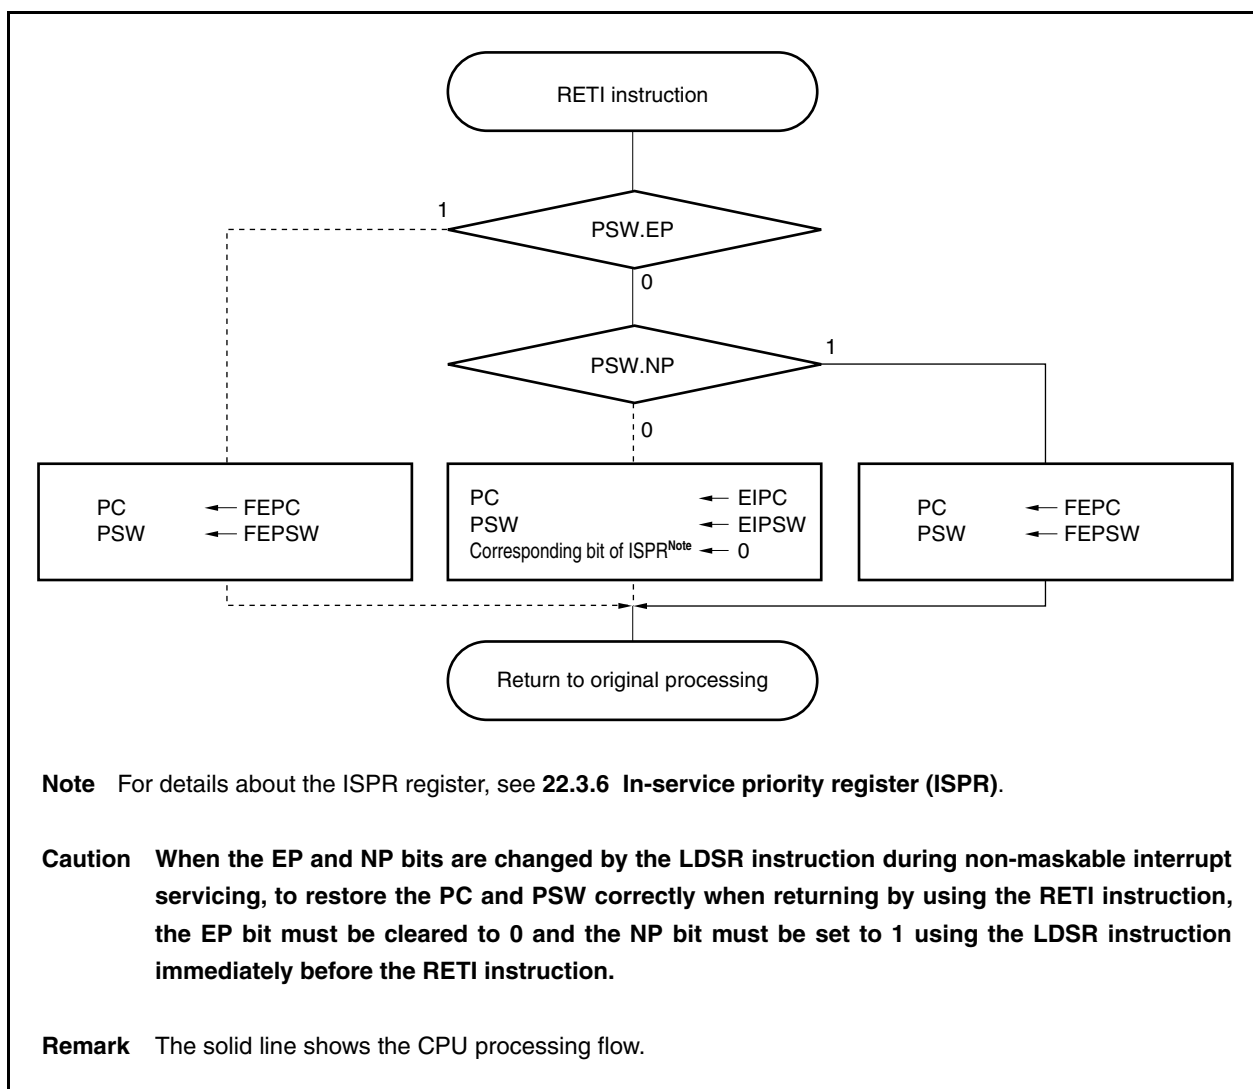 RETI instruction
1
PSW.EP
0
1
PSW.NP
0
PC ← FEPC
PSW ← FEPSW
PC ← EIPC
PSW ← EIPSW
Corresponding bit of ISPRNote ← 0
PC ← FEPC
PSW ← FEPSW
Return to original processing
Note For details about the ISPR register, see 22.3.6 In-service priority register (ISPR).
Caution When the EP and NP bits are changed by the LDSR instruction during non-maskable interrupt
servicing, to restore the PC and PSW correctly when returning by using the RETI instruction,
the EP bit must be cleared to 0 and the NP bit must be set to 1 using the LDSR instruction
immediately before the RETI instruction.
Remark The solid line shows the CPU processing flow.